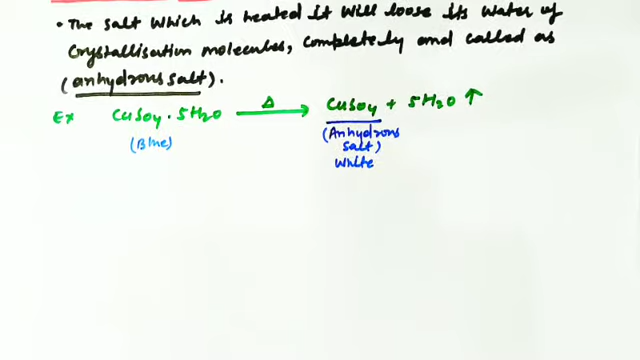 • The salt which is heated it will loose its water of
crystallisation molecules, completely and called as
(anhydrous salt).
Ex CuSO4 · 5H2O —Δ→ CuSO4 + 5H2O ↑
(Blue) (Anhydrous
salt)
white